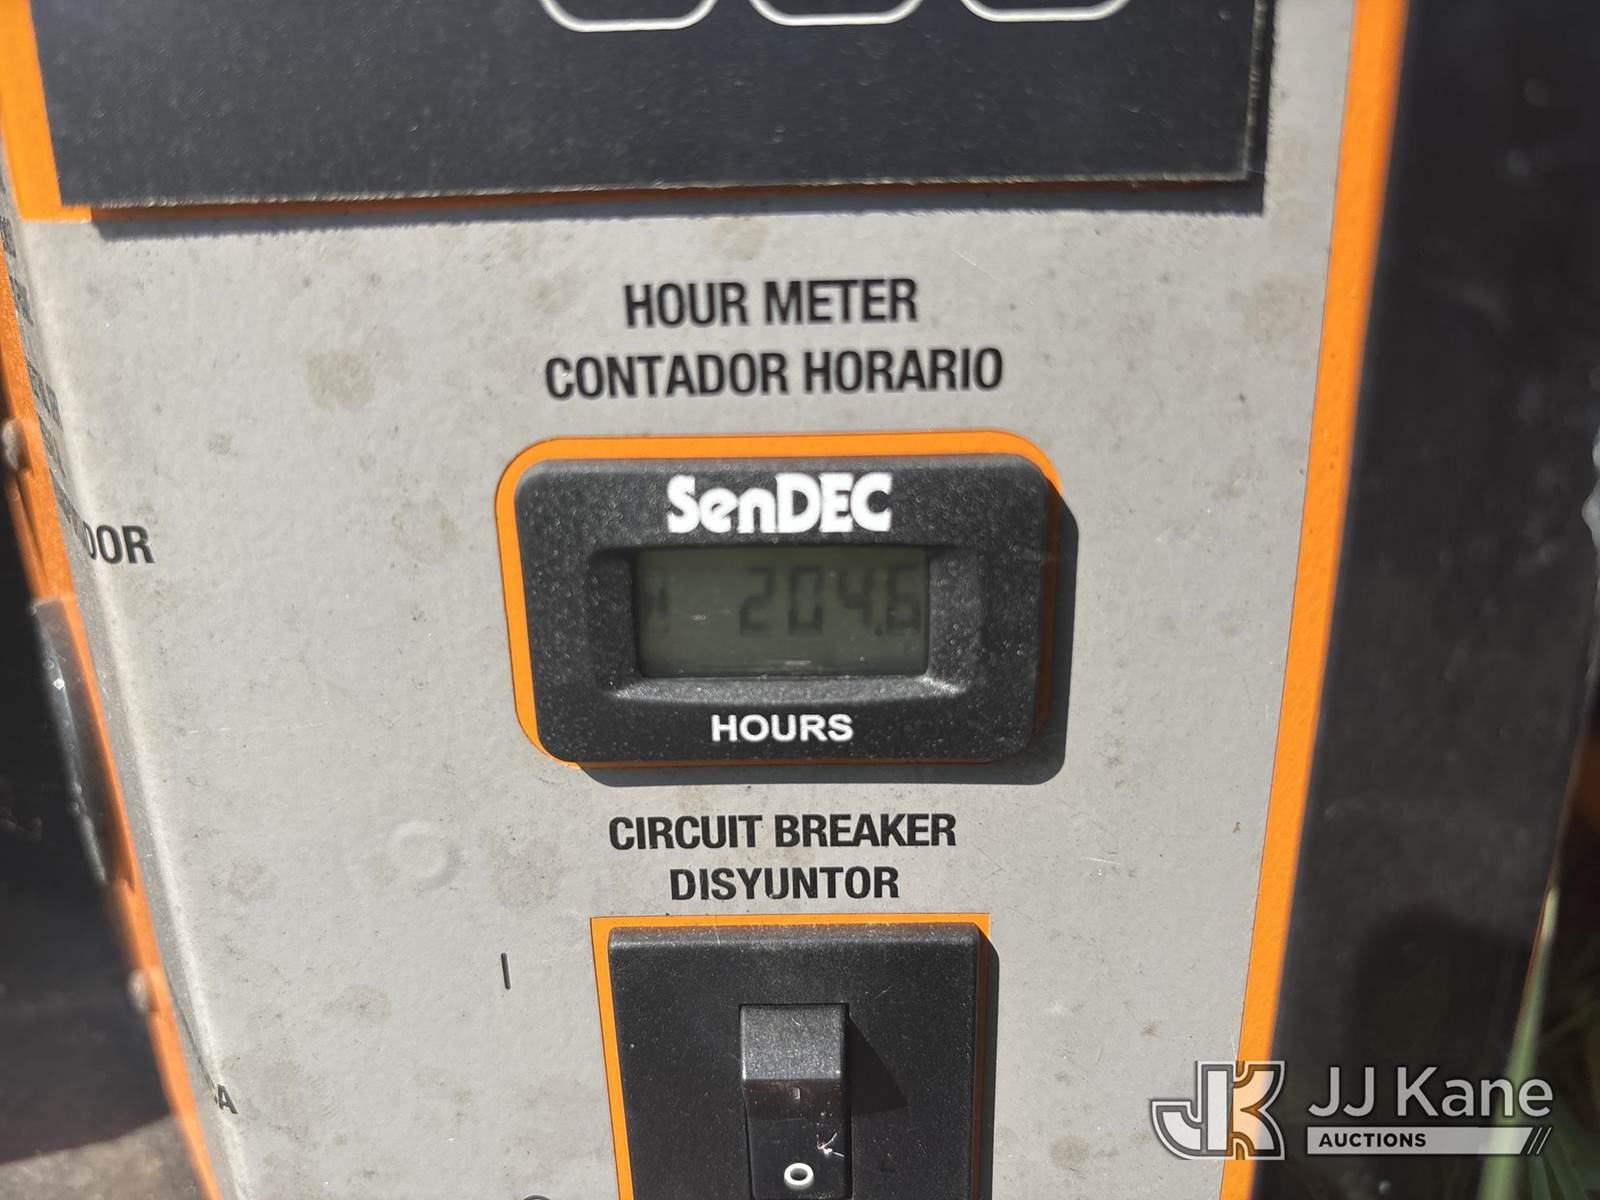 HOUR METER
CONTADOR HORARIO
SenDEC
204.6
HOURS
DOR
CIRCUIT BREAKER
DISYUNTOR
I
O
JJ Kane
AUCTIONS